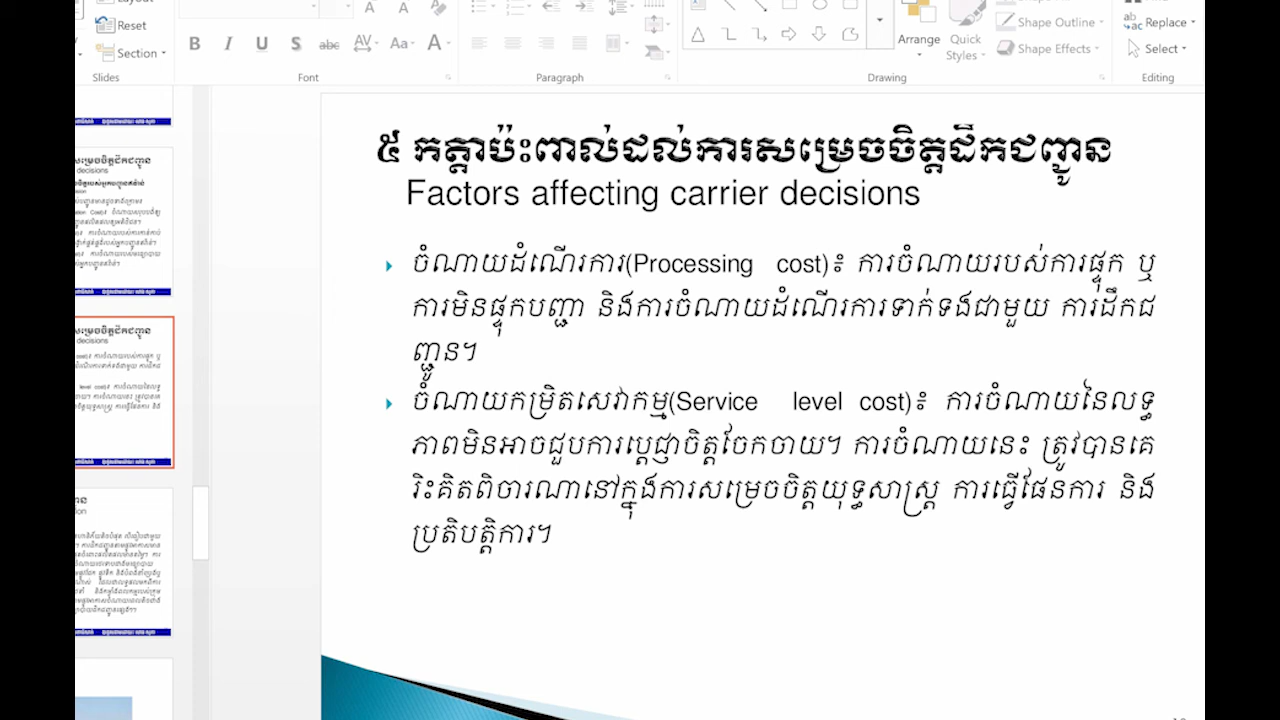 Layout
Reset
Section
Slides
B I U S abc AV Aa A
Font
Paragraph
Arrange
Quick Styles
Shape Outline
Shape Effects
Drawing
Replace
Select
Editing
៥ កត្តាប៉ះពាល់ដល់ការសម្រេចចិត្តដឹកជញ្ជូន
Factors affecting carrier decisions
ចំណាយដំណើរការ(Processing cost)៖ ការចំណាយរបស់ការផ្ទុក ឬ
ការមិនផ្ទុកបញ្ជា និងការចំណាយដំណើរការទាក់ទងជាមួយ ការដឹកជ
ញ្ជូន។
ចំណាយកម្រិតសេវាកម្ម(Service level cost)៖ ការចំណាយនៃលទ្ធ
ភាពមិនអាចជួបការប្ដេជ្ញាចិត្តចែកចាយ។ ការចំណាយនេះ ត្រូវបានគេ
រិះគិតពិចារណានៅក្នុងការសម្រេចចិត្តយុទ្ធសាស្ត្រ ការធ្វើផែនការ និង
ប្រតិបត្តិការ។